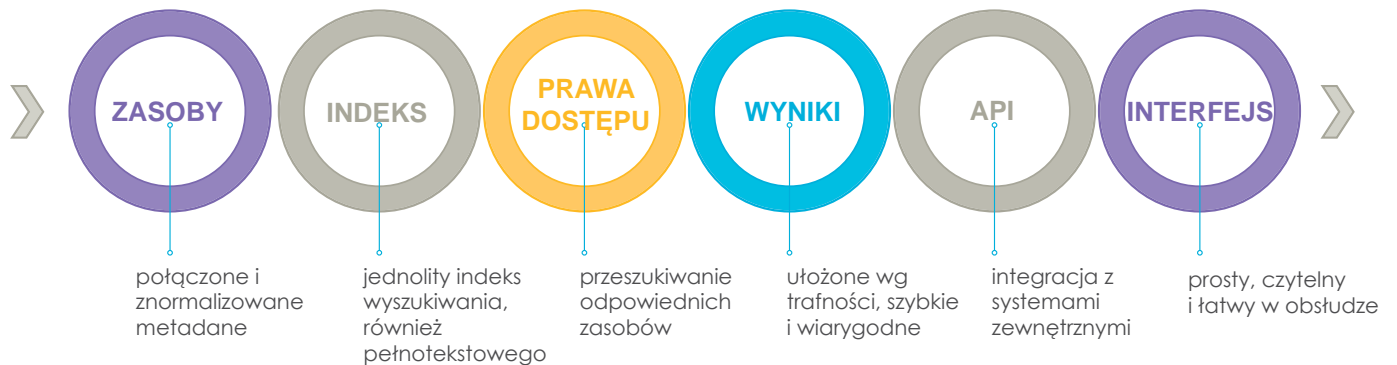 ZASOBY
INDEKS
PRAWA
DOSTĘPU
WYNIKI
API
INTERFEJS
połączone i
znormalizowane
metadane
jednolity indeks
wyszukiwania,
również
pełnotekstowego
przeszukiwanie
odpowiednich
zasobów
ułożone wg
trafności, szybkie
i wiarygodne
integracja z
systemami
zewnętrznymi
prosty, czytelny
i łatwy w obsłudze